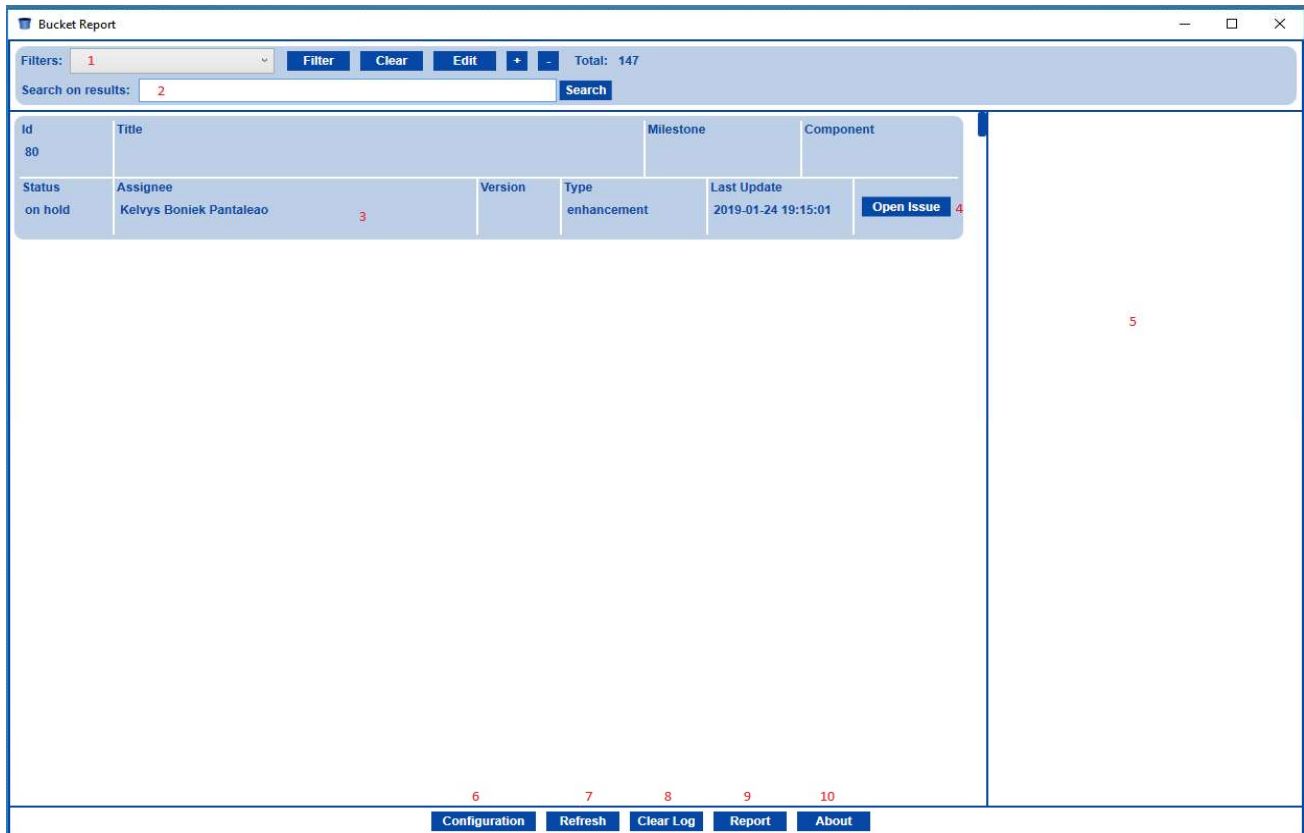 Bucket Report
Filters: 1 Filter Clear Edit + - Total: 147
Search on results: 2 Search
Id Title Milestone Component
80
Status Assignee Version Type Last Update
on hold Kelvys Boniek Pantaleao 3 enhancement 2019-01-24 19:15:01 Open Issue 4
5
6 7 8 9 10
Configuration Refresh Clear Log Report About